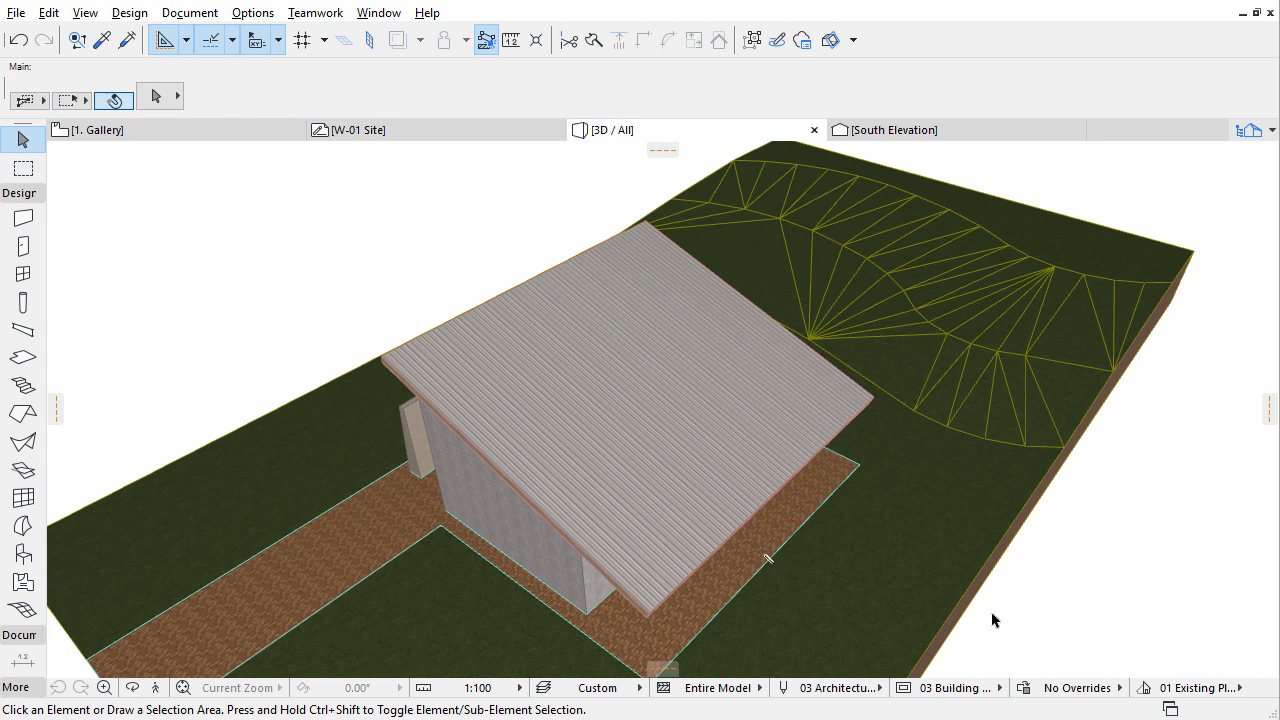 File Edit View Design Document Options Teamwork Window Help
Main:
[1. Gallery] [W-01 Site] [3D / All] [South Elevation]
Design
Docum
1.2
More
Current Zoom 0.00° 1:100 Custom Entire Model 03 Architectu... 03 Building ... No Overrides 01 Existing Pl...
Click an Element or Draw a Selection Area. Press and Hold Ctrl+Shift to Toggle Element/Sub-Element Selection.